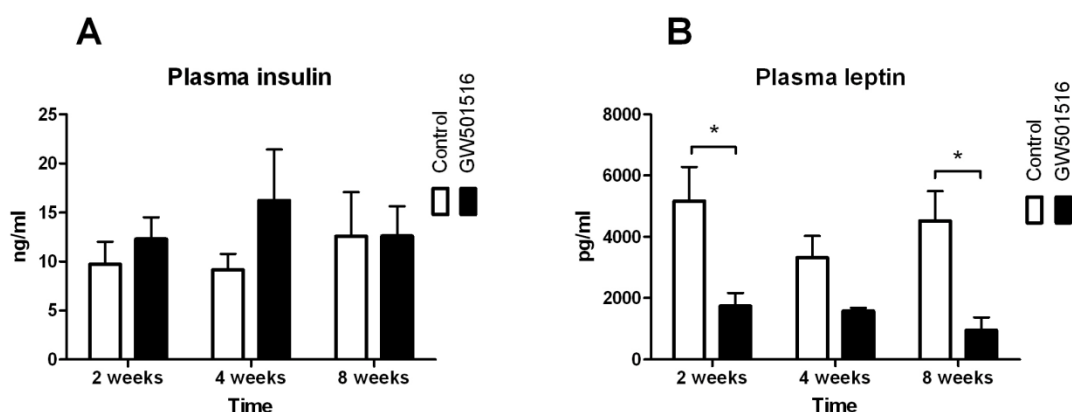 A
Plasma insulin
Control
GW501516
25
20
15
10
5
0
ng/ml
2 weeks
4 weeks
8 weeks
Time
B
Plasma leptin
Control
GW501516
8000
6000
4000
2000
0
pg/ml
*
*
2 weeks
4 weeks
8 weeks
Time